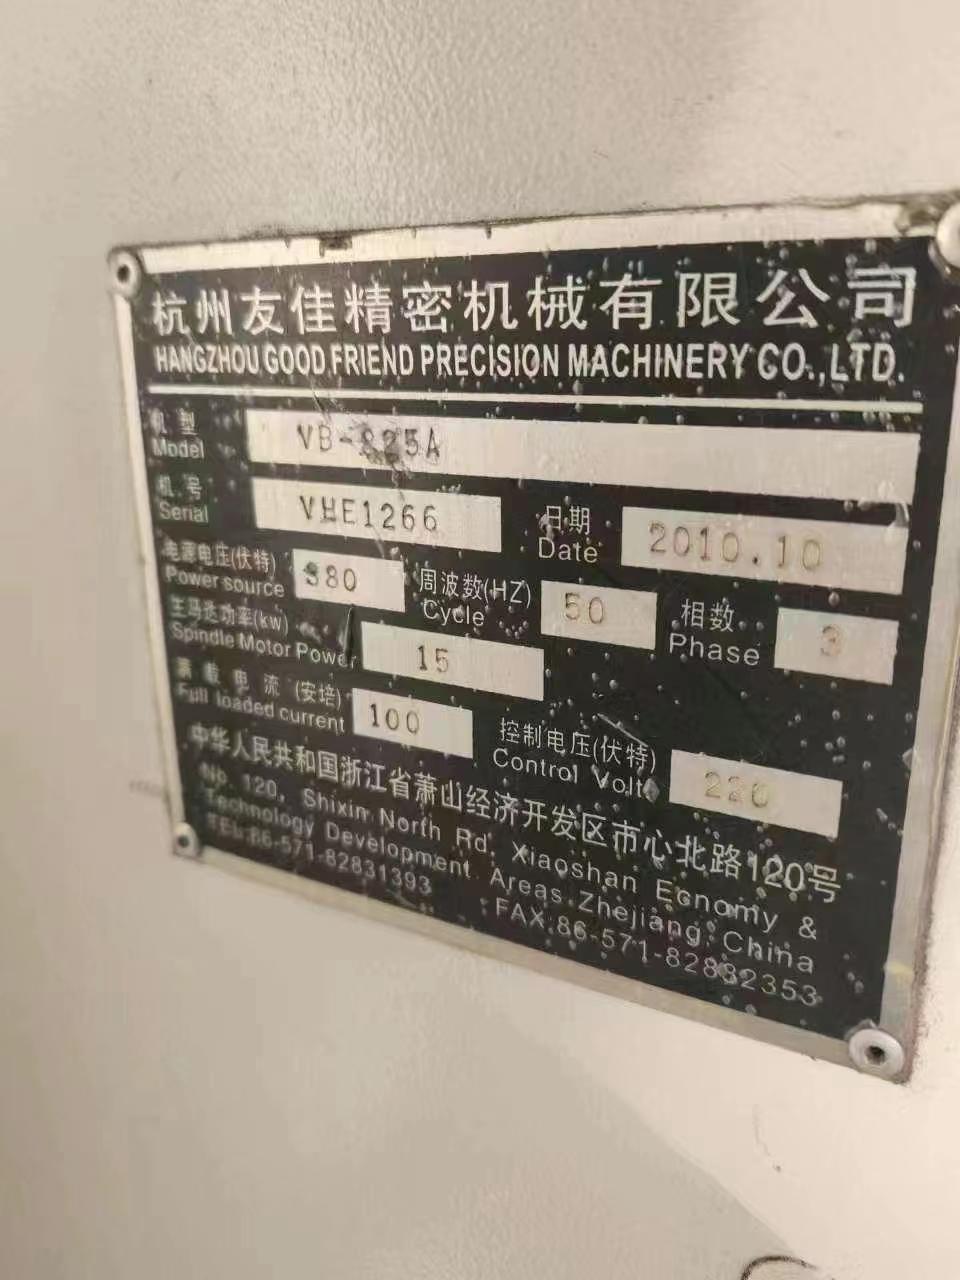 杭州友佳精密机械有限公司
HANGZHOU GOOD FRIEND PRECISION MACHINERY CO.,LTD.
机型
Model VB-825A
机号
Serial VHE1266 日期 Date 2010.10
电源电压(伏特)
Power source 380 周波数(HZ) Cycle 50 相数 Phase 3
主马达功率(kw)
Spindle Motor Power 15
满载电流(安培)
Full loaded current 100 控制电压(伏特) Control Volt 220
中华人民共和国浙江省萧山经济开发区市心北路120号
No. 120, Shixin North Rd, Xiaoshan Ecnomy &
Technology Development Areas Zhejiang China
TEL:86-571-82831393 FAX:86-571-82832353